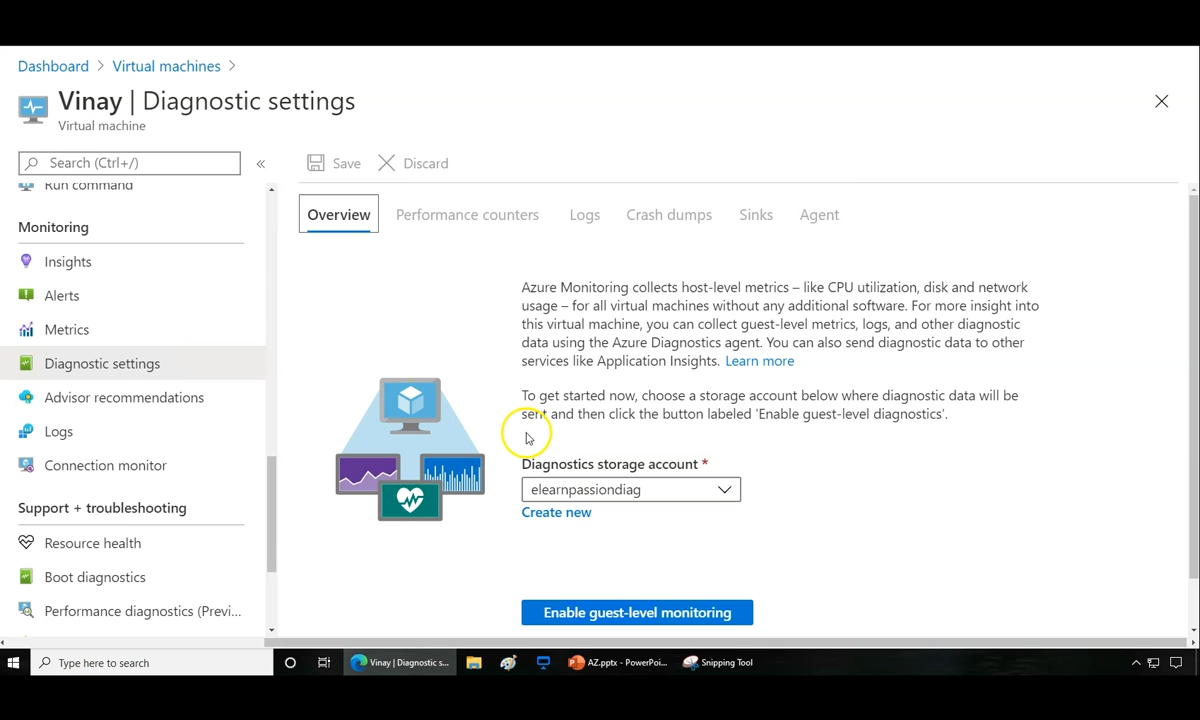 Dashboard > Virtual machines >
Vinay | Diagnostic settings
Virtual machine
Search (Ctrl+/)
«
Save
Discard
Run command
Monitoring
Insights
Alerts
Metrics
Diagnostic settings
Advisor recommendations
Logs
Connection monitor
Support + troubleshooting
Resource health
Boot diagnostics
Performance diagnostics (Previ...
Overview
Performance counters
Logs
Crash dumps
Sinks
Agent
Azure Monitoring collects host-level metrics – like CPU utilization, disk and network
usage – for all virtual machines without any additional software. For more insight into
this virtual machine, you can collect guest-level metrics, logs, and other diagnostic
data using the Azure Diagnostics agent. You can also send diagnostic data to other
services like Application Insights. Learn more
To get started now, choose a storage account below where diagnostic data will be
sent and then click the button labeled 'Enable guest-level diagnostics'.
Diagnostics storage account *
elearnpassiondiag
Create new
Enable guest-level monitoring
Type here to search
Vinay | Diagnostic s...
AZ.pptx - PowerPoi...
Snipping Tool